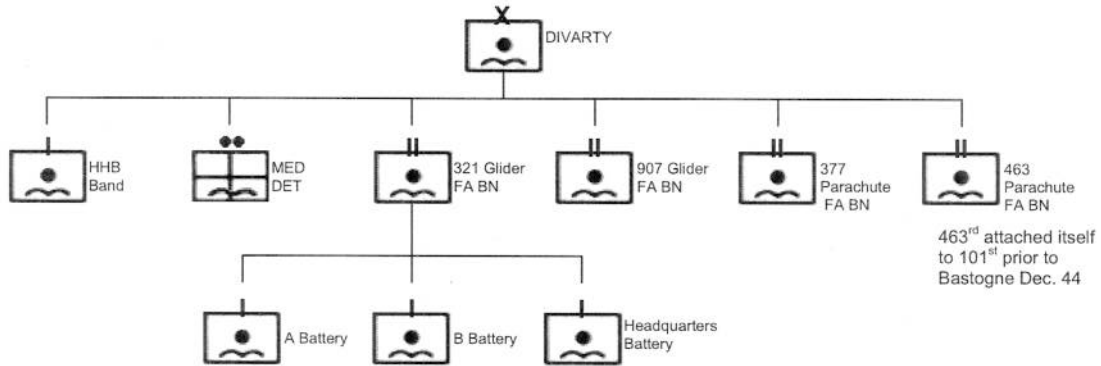 X
DIVARTY
HHB
Band
MED
DET
321 Glider
FA BN
907 Glider
FA BN
377
Parachute
FA BN
463
Parachute
FA BN
463rd attached itself
to 101st prior to
Bastogne Dec. 44
A Battery
B Battery
Headquarters
Battery